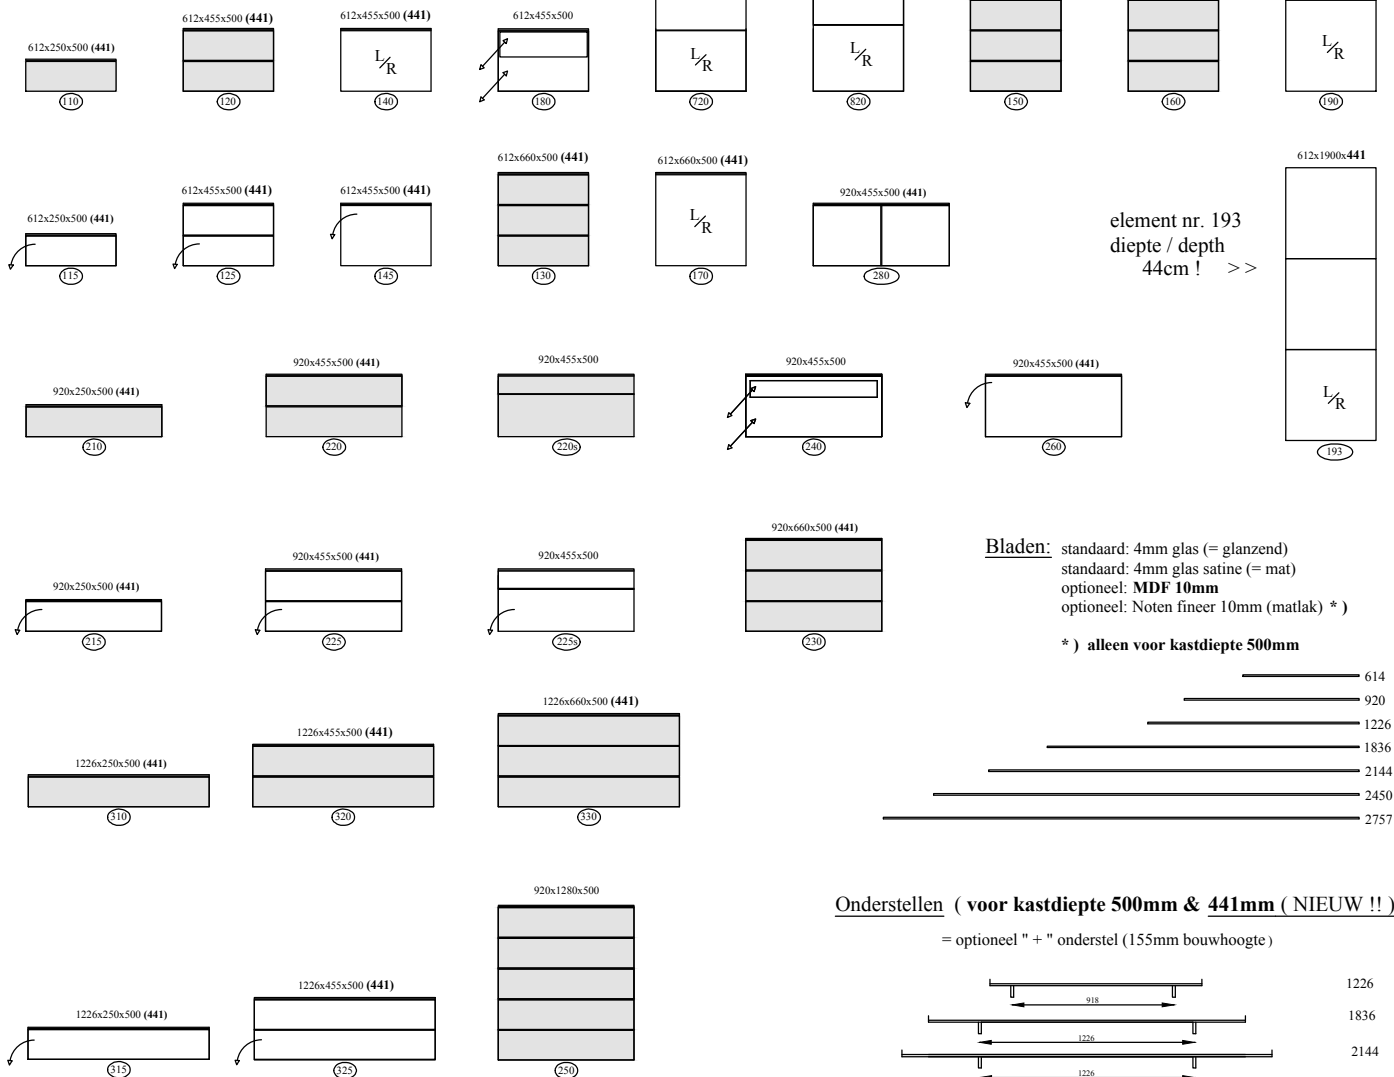 612x455x500 (441)
612x455x500 (441)
612x455x500
612x250x500 (441)
L/R
L/R
L/R
L/R
110
120
140
180
720
820
150
160
190
612x660x500 (441)
612x660x500 (441)
612x1900x441
612x455x500 (441)
612x455x500 (441)
920x455x500 (441)
612x250x500 (441)
L/R
element nr. 193
diepte / depth
44cm ! >>
115
125
145
130
170
280
920x455x500 (441)
920x455x500
920x455x500
920x455x500 (441)
920x250x500 (441)
L/R
210
220
220s
240
260
193
920x660x500 (441)
920x455x500 (441)
920x455x500
920x250x500 (441)
215
225
225s
230
Bladen: standaard: 4mm glas (= glanzend)
standaard: 4mm glas satine (= mat)
optioneel: MDF 10mm
optioneel: Noten fineer 10mm (matlak) * )
* ) alleen voor kastdiepte 500mm
614
920
1226
1836
2144
2450
2757
1226x660x500 (441)
1226x455x500 (441)
1226x250x500 (441)
310
320
330
920x1280x500
1226x455x500 (441)
1226x250x500 (441)
315
325
250
Onderstellen ( voor kastdiepte 500mm & 441mm ( NIEUW !! )
= optioneel " + " onderstel (155mm bouwhoogte )
1226
918
1836
1226
2144
1226